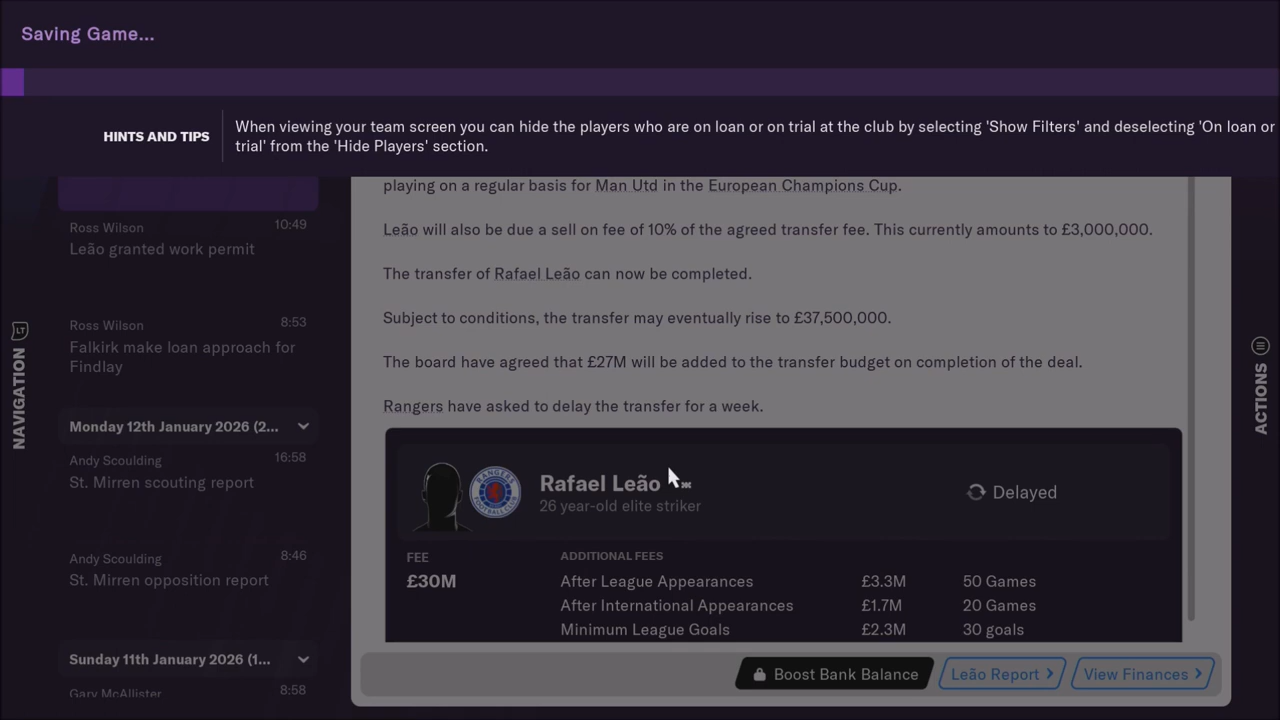 Saving Game...
HINTS AND TIPS
When viewing your team screen you can hide the players who are on loan or on trial at the club by selecting 'Show Filters' and deselecting 'On loan or
trial' from the 'Hide Players' section.
playing on a regular basis for Man Utd in the European Champions Cup.
Ross Wilson 10:49
Leão granted work permit
Leão will also be due a sell on fee of 10% of the agreed transfer fee. This currently amounts to £3,000,000.
The transfer of Rafael Leão can now be completed.
Ross Wilson 8:53
Falkirk make loan approach for
Findlay
Subject to conditions, the transfer may eventually rise to £37,500,000.
The board have agreed that £27M will be added to the transfer budget on completion of the deal.
Rangers have asked to delay the transfer for a week.
NAVIGATION
LT
ACTIONS
Monday 12th January 2026 (2...
Andy Scoulding 16:58
St. Mirren scouting report
Andy Scoulding 8:46
St. Mirren opposition report
Sunday 11th January 2026 (1...
Gary McAllister 8:58
RANGERS
FOOTBALL CLUB
Rafael Leão
26 year-old elite striker
Delayed
FEE
£30M
ADDITIONAL FEES
After League Appearances £3.3M 50 Games
After International Appearances £1.7M 20 Games
Minimum League Goals £2.3M 30 goals
Boost Bank Balance
Leão Report
View Finances